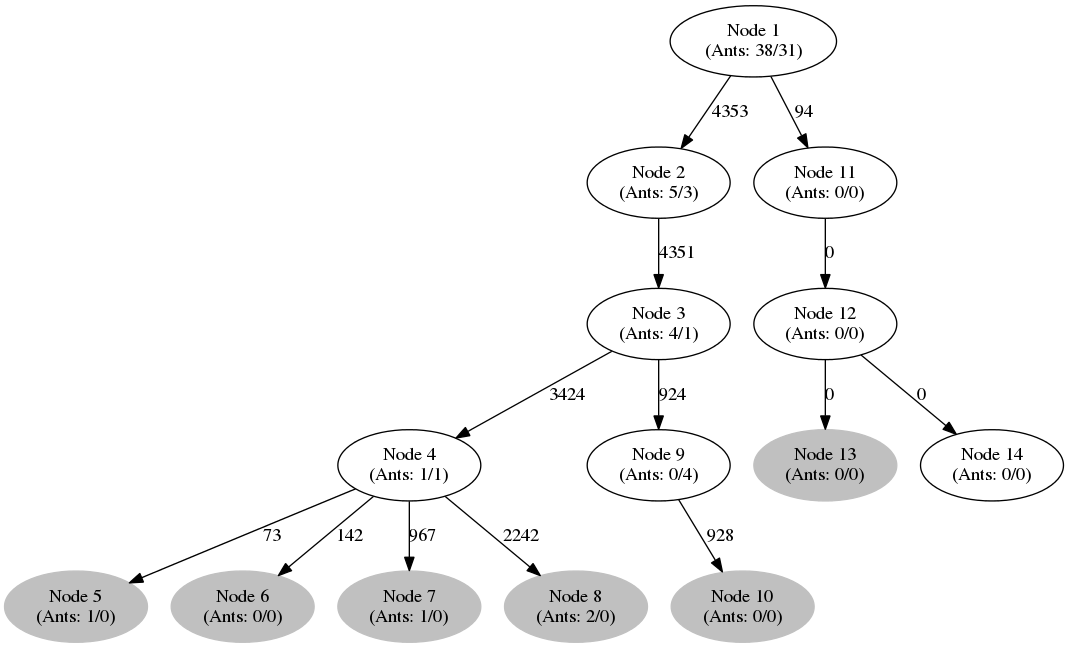 Node 1
(Ants: 38/31)
4353
94
Node 2
(Ants: 5/3)
Node 11
(Ants: 0/0)
4351
0
Node 3
(Ants: 4/1)
Node 12
(Ants: 0/0)
3424
924
0
0
Node 4
(Ants: 1/1)
Node 9
(Ants: 0/4)
Node 13
(Ants: 0/0)
Node 14
(Ants: 0/0)
73
142
967
2242
928
Node 5
(Ants: 1/0)
Node 6
(Ants: 0/0)
Node 7
(Ants: 1/0)
Node 8
(Ants: 2/0)
Node 10
(Ants: 0/0)